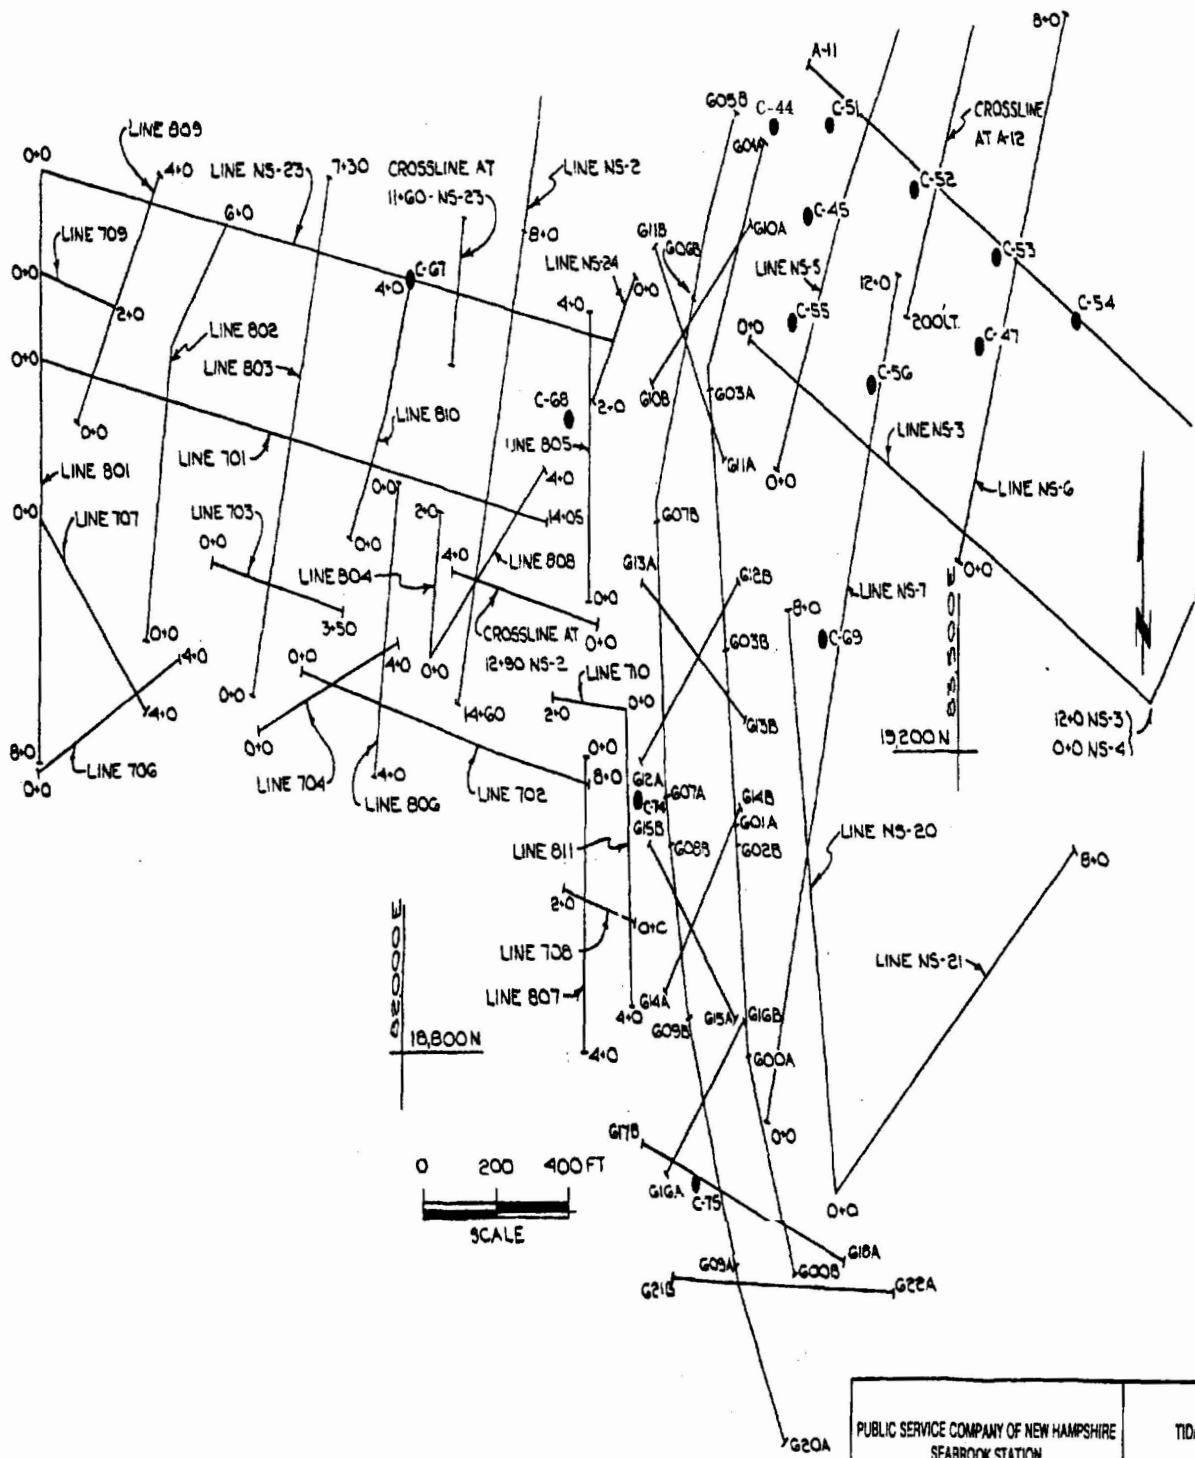 8+0
A-11
G05B
C-44
C-51
CROSSLINE
AT A-12
LINE 809
0+0
4+0
LINE NS-23
7+30
CROSSLINE AT
11+60-NS-23
LINE NS-2
G04A
C-52
6+0
C-45
8+0
G11B
G06B
G10A
LINE 709
C-53
0+0
C-67
4+0
LINE NS-24
0+0
LINE NS-5
12+0
2+0
4+0
C-54
0+0
C-55
200'LT.
LINE 802
C-47
0+0
LINE 803
C-56
G10B
G03A
C-68
2+0
0+0
LINE 810
LINE 805
LINE NS-3
LINE 701
G11A
LINE 801
4+0
0+0
0+0
LINE NS-6
0+0
LINE 707
LINE 703
2+0
14+05
G07B
0+0
0+0
LINE 808
G13A
4+0
G12B
0+0
LINE 804
LINE NS-7
0+0
8+0
3+50
CROSSLINE AT
12+90 NS-2
0+0
C-69
0+0
4+0
0+0
4+0
0+0
G03B
LINE 710
83500E
0+0
14+60
2+0
0+0
4+0
12+0 NS-3
0+0 NS-4
G13B
0+0
19,200 N
8+0
0+0
LINE 706
0+0
LINE 704
4+0
8+0
G12A
LINE 806
LINE 702
C-74
G07A
G14B
G15B
G01A
LINE NS-20
LINE 811
G08B
G02B
8+0
2+0
0+0
LINE 708
82000E
LINE NS-21
LINE 807
G14A
4+0
G09B
G15A
G16B
18,800 N
4+0
G00A
0+0
G17B
0 200 400 FT
G16A
C-75
0+0
SCALE
G18A
G09A
G00B
G21B
G22A
G20A
PUBLIC SERVICE COMPANY OF NEW HAMPSHIRE
SEABROOK STATION